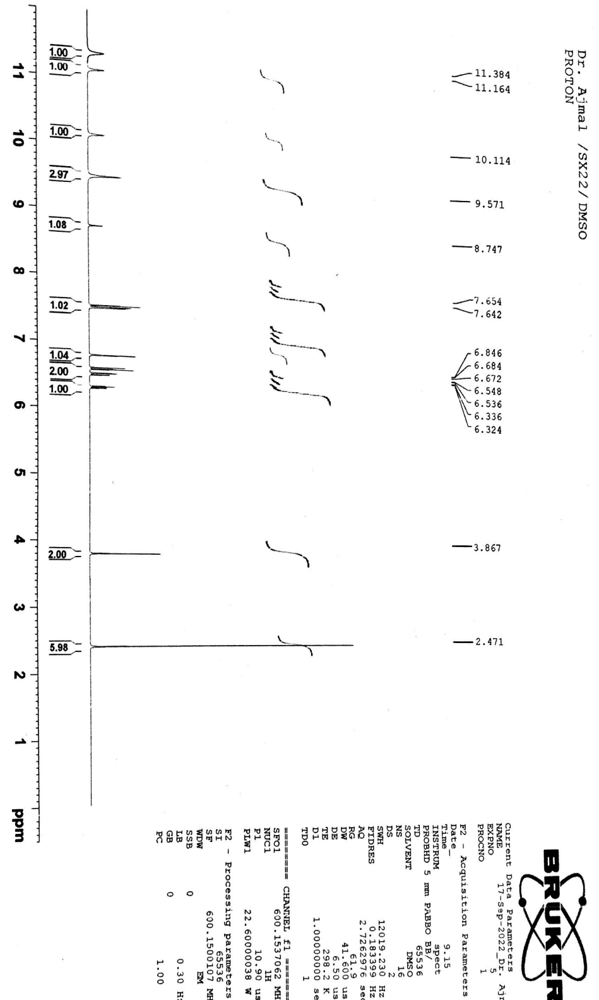 Dr. Ajmal /SX22/ DMSO
PROTON
11.384
11.164
10.114
9.571
8.747
7.654
7.642
6.846
6.684
6.672
6.548
6.536
6.336
6.324
3.867
2.471
1.00
1.00
1.00
2.97
1.08
1.02
1.04
2.00
1.00
2.00
5.98
11 10 9 8 7 6 5 4 3 2 1 ppm
BRUKER
Current Data Parameters
NAME 17-Sep-2022_Dr. Ajm
EXPNO 5
PROCNO 1
F2 - Acquisition Parameters
Date_
Time 9.15
INSTRUM spect
PROBHD 5 mm PABBO BB/
TD 65536
SOLVENT DMSO
NS 16
DS 2
SWH 12019.230 Hz
FIDRES 0.183399 Hz
AQ 2.7262976 sec
RG 61.9
DW 41.600 us
DE 6.50 us
TE 298.2 K
D1 1.00000000 se
TD0 1
======== CHANNEL f1 ========
SFO1 600.1537062 MH
NUC1 1H
P1 10.90 us
PLW1 22.60000038 W
F2 - Processing parameters
SI 65536
SF 600.1500107 MH
WDW EM
SSB 0
LB 0.30 Hz
GB 0
PC 1.00